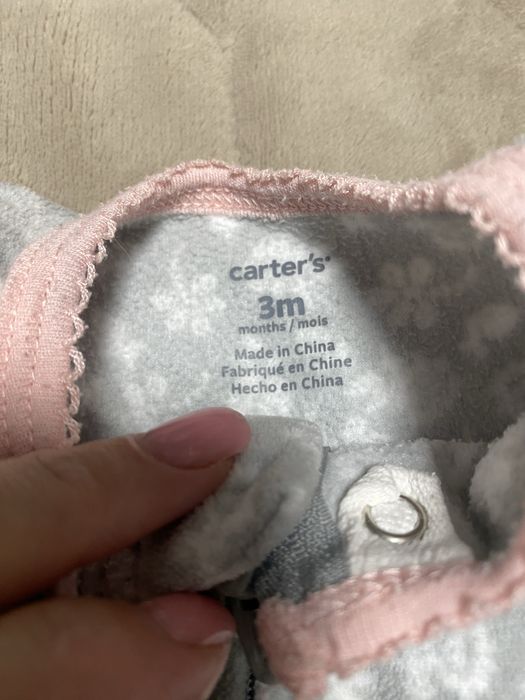 carter's
3m
months / mois
Made in China
Fabriqué en Chine
Hecho en China